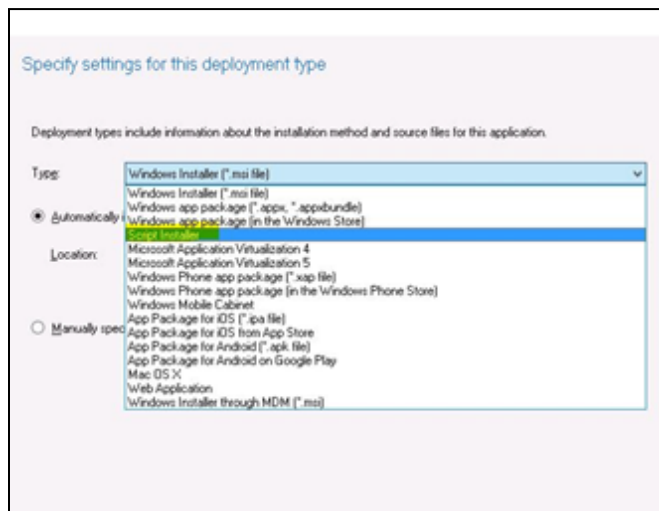 Specify settings for this deployment type
Deployment types include information about the installation method and source files for this application.
Type:
Windows Installer (*.msi file)
Windows Installer (*.msi file)
Windows app package (*.appx, *.appxbundle)
Automatically
Windows app package (in the Windows Store)
Script Installer
Location:
Microsoft Application Virtualization 4
Microsoft Application Virtualization 5
Windows Phone app package (*.xap file)
Windows Phone app package (in the Windows Phone Store)
Windows Mobile Cabinet
App Package for iOS (*.ipa file)
Manually spec
App Package for iOS from App Store
App Package for Android (*.apk file)
App Package for Android on Google Play
Mac OS X
Web Application
Windows Installer through MDM (*.msi)